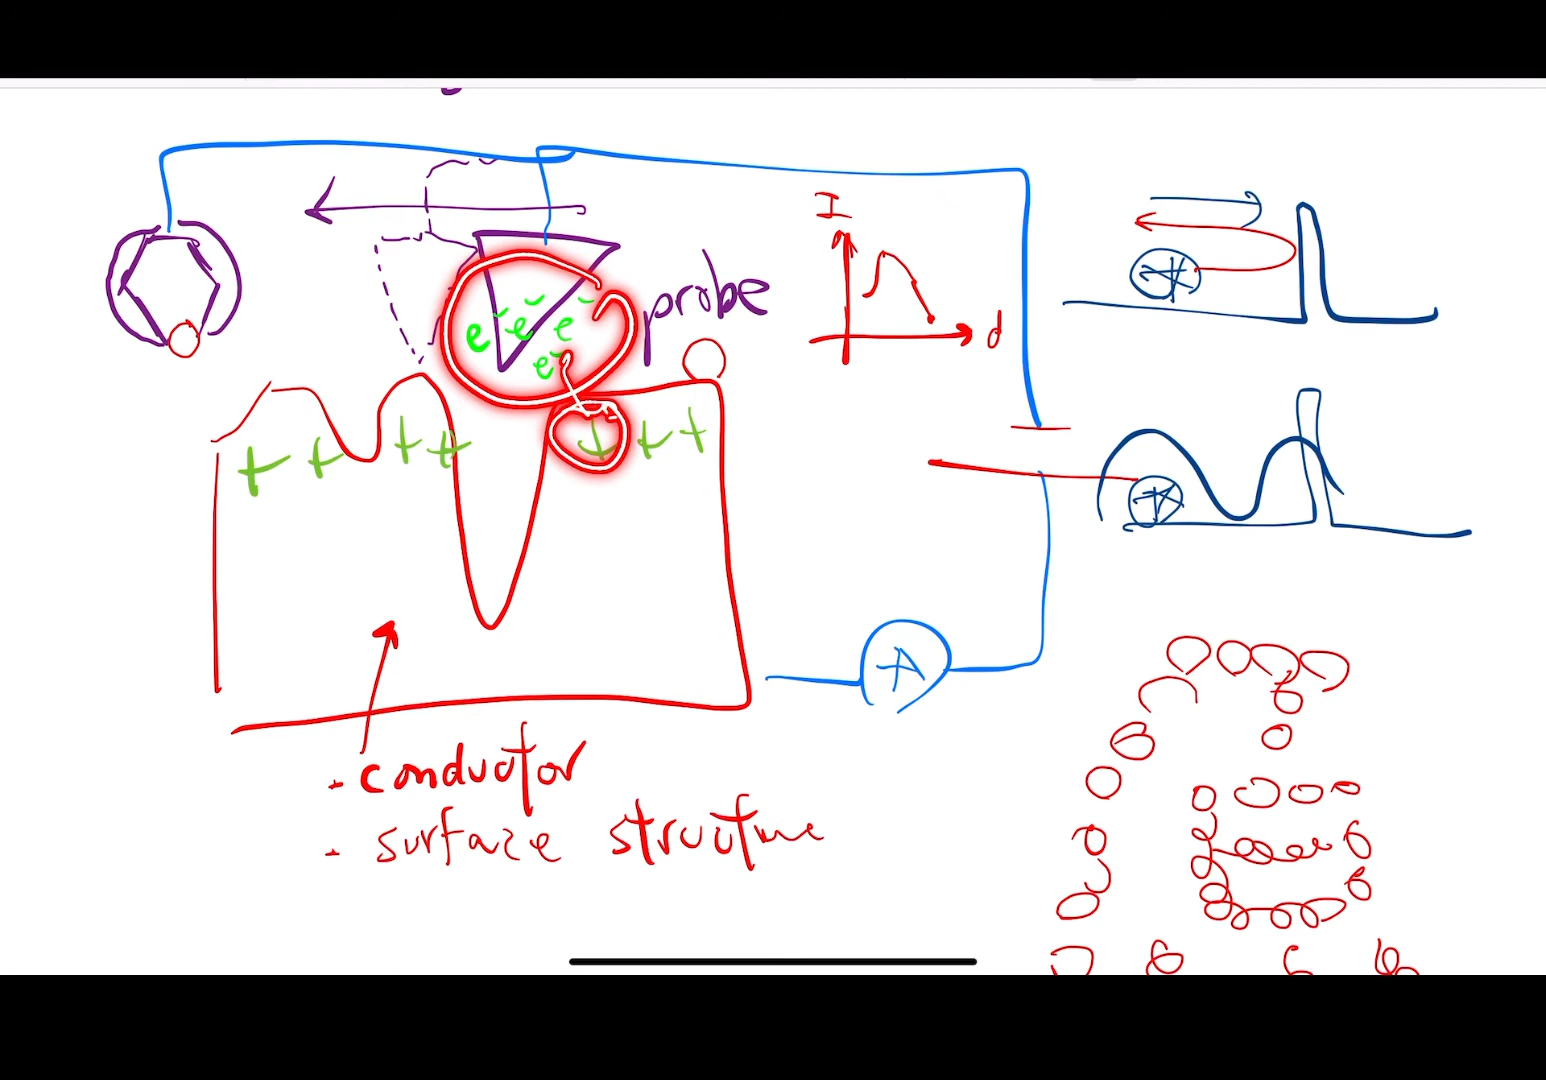 I
probe
e⁻ e⁻ e⁻
e⁻
d
+ + + + + + +
A
· conductor
· surface structure